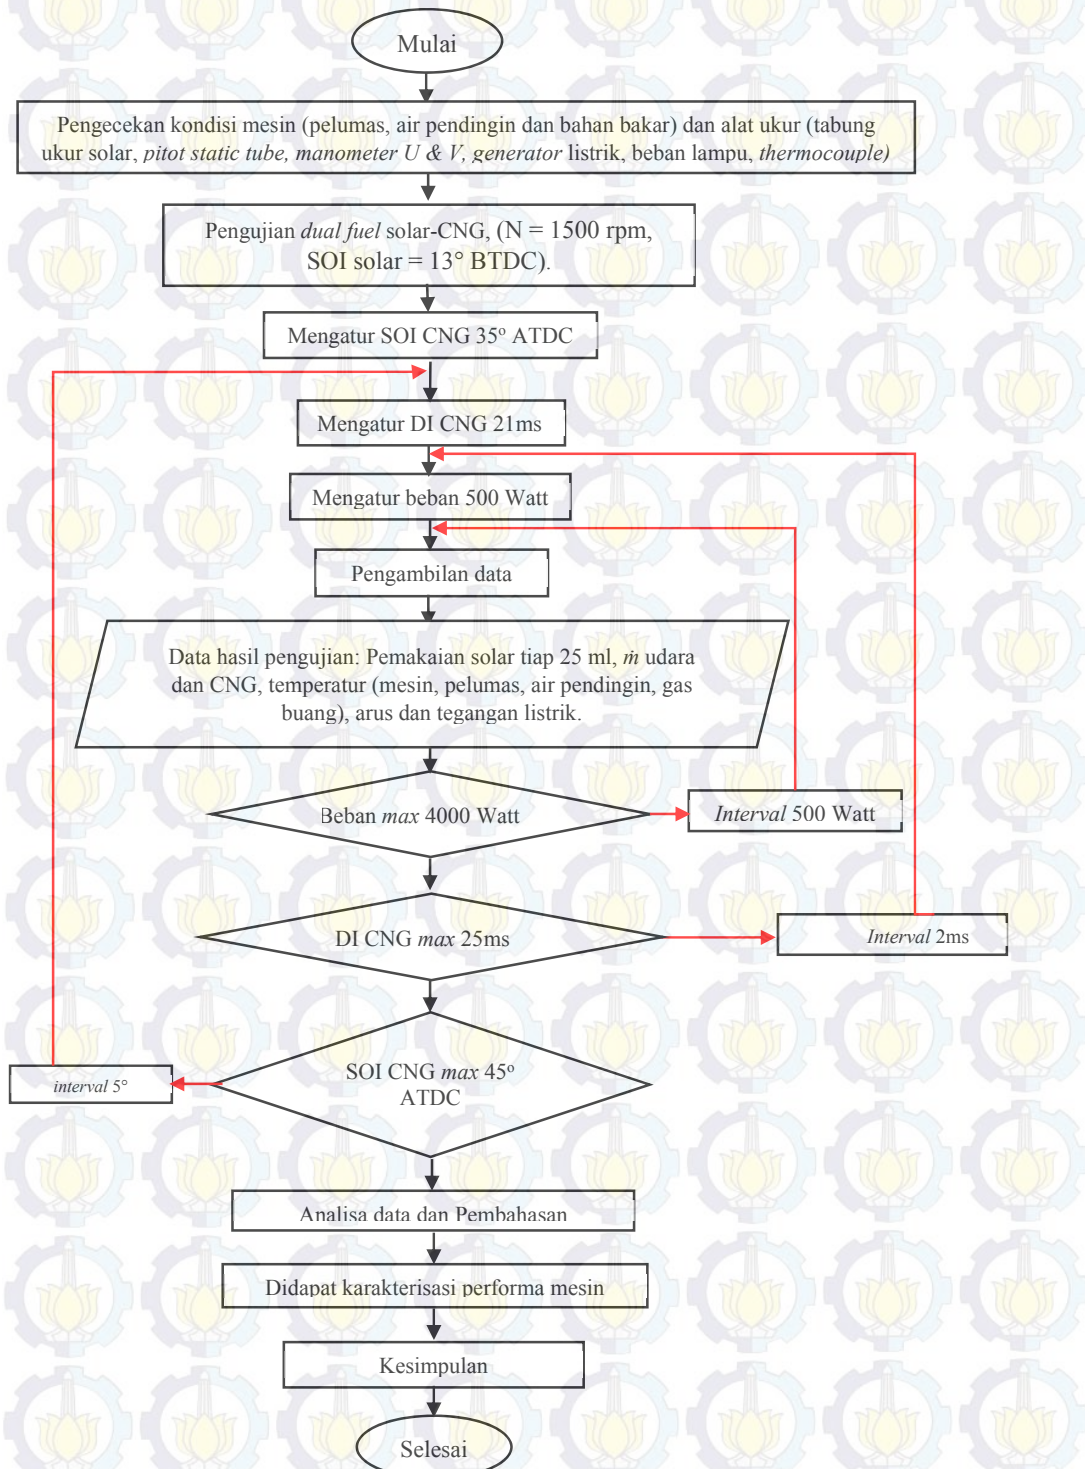 Mulai
Pengecekan kondisi mesin (pelumas, air pendingin dan bahan bakar) dan alat ukur (tabung
ukur solar, pitot static tube, manometer U & V, generator listrik, beban lampu, thermocouple)
Pengujian dual fuel solar-CNG, (N = 1500 rpm,
SOI solar = 13° BTDC).
Mengatur SOI CNG 35° ATDC
Mengatur DI CNG 21ms
Mengatur beban 500 Watt
Pengambilan data
Data hasil pengujian: Pemakaian solar tiap 25 ml, ṁ udara
dan CNG, temperatur (mesin, pelumas, air pendingin, gas
buang), arus dan tegangan listrik.
Beban max 4000 Watt
Interval 500 Watt
DI CNG max 25ms
Interval 2ms
SOI CNG max 45°
ATDC
interval 5°
Analisa data dan Pembahasan
Didapat karakterisasi performa mesin
Kesimpulan
Selesai